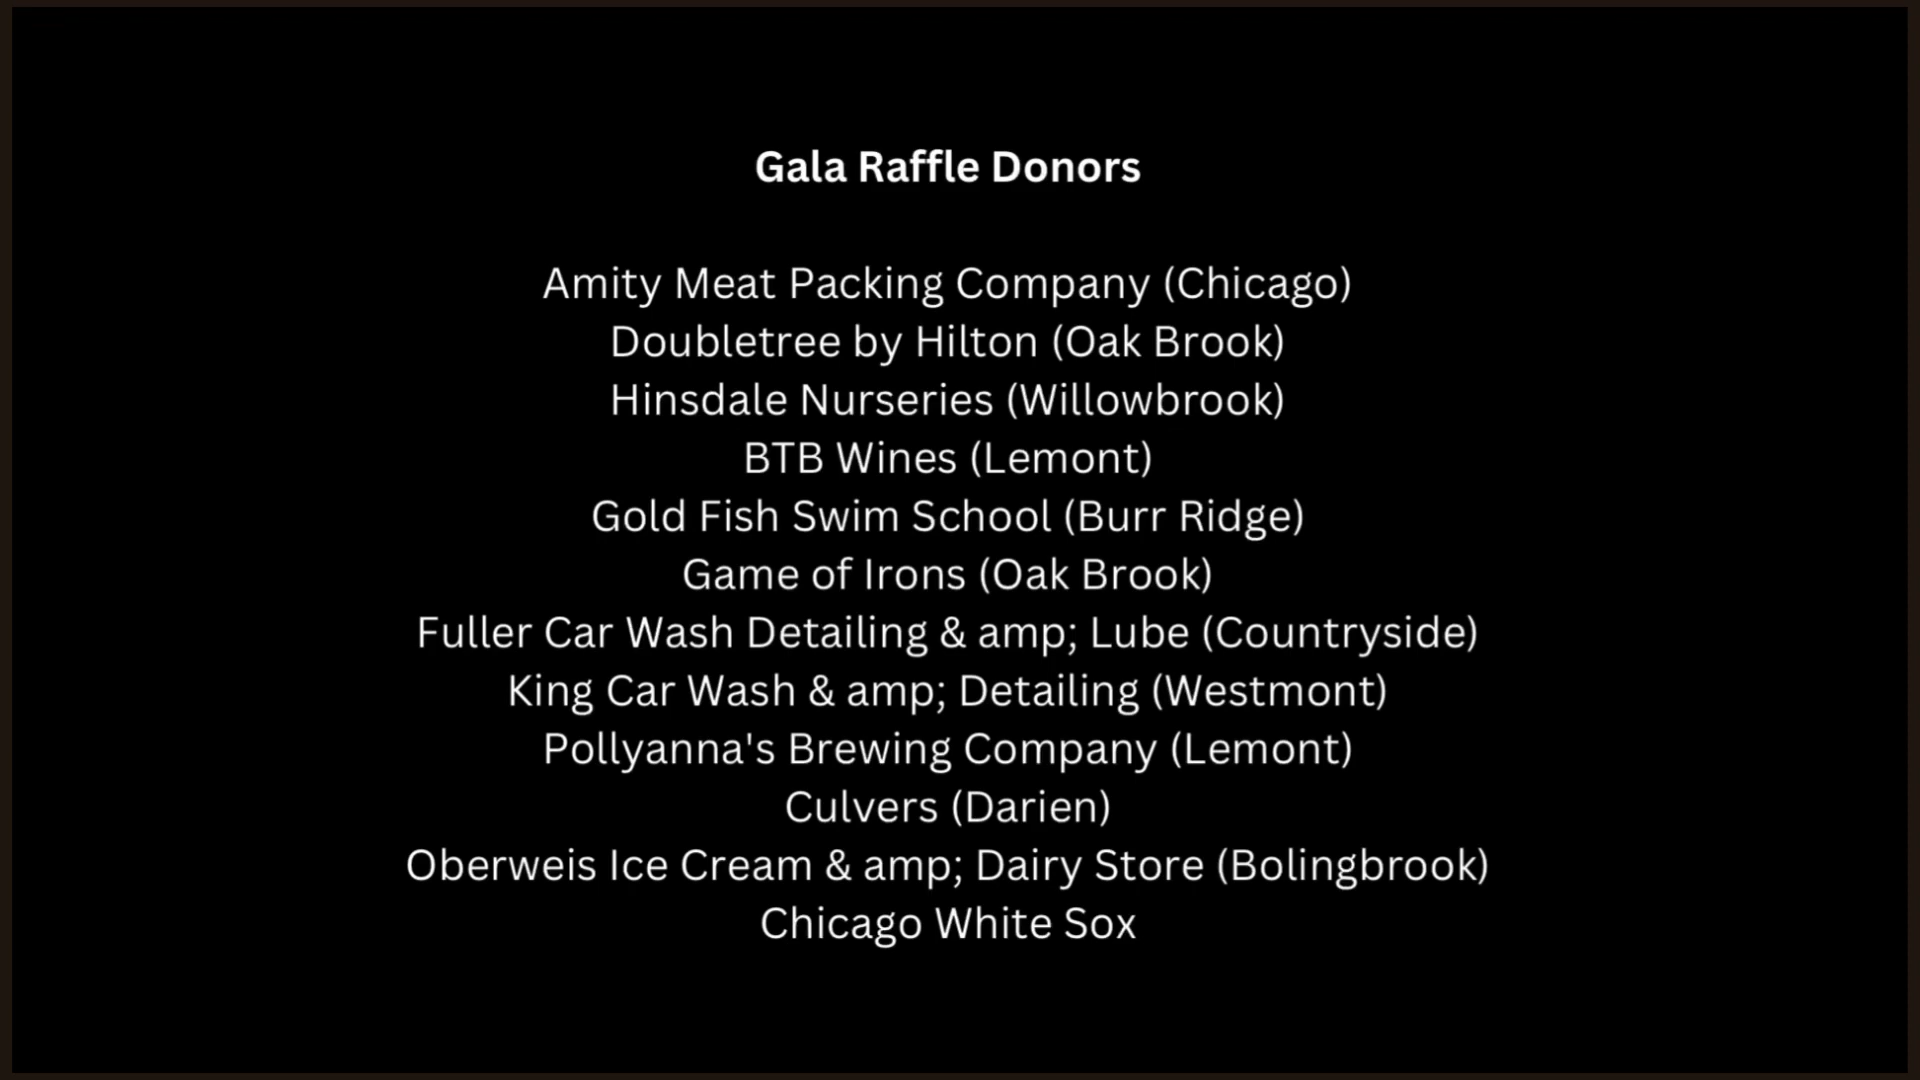 Gala Raffle Donors
Amity Meat Packing Company (Chicago)
Doubletree by Hilton (Oak Brook)
Hinsdale Nurseries (Willowbrook)
BTB Wines (Lemont)
Gold Fish Swim School (Burr Ridge)
Game of Irons (Oak Brook)
Fuller Car Wash Detailing & amp; Lube (Countryside)
King Car Wash & amp; Detailing (Westmont)
Pollyanna's Brewing Company (Lemont)
Culvers (Darien)
Oberweis Ice Cream & amp; Dairy Store (Bolingbrook)
Chicago White Sox